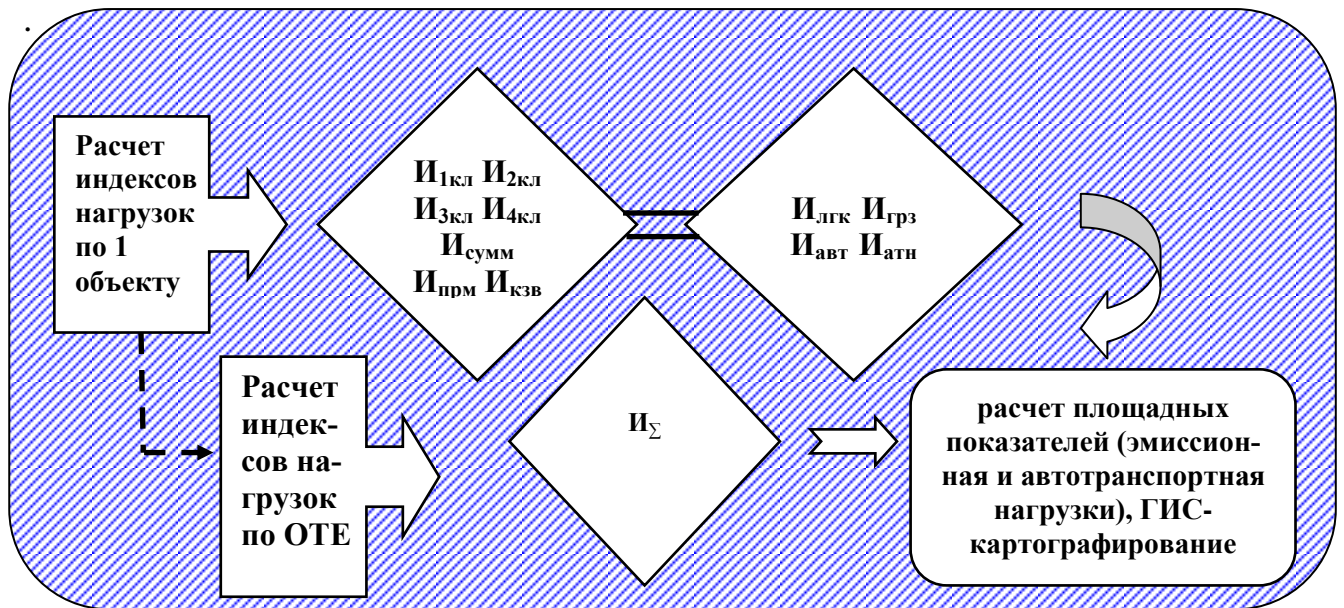 .
Расчет
индексов
нагрузок
по 1
объекту
И1кл И2кл
И3кл И4кл
Исумм
Ипрм Икзв
Илгк Игрз
Иавт Иатн
Расчет
индек-
сов на-
грузок
по ОТЕ
И∑
расчет площадных
показателей (эмиссион-
ная и автотранспортная
нагрузки), ГИС-
картографирование